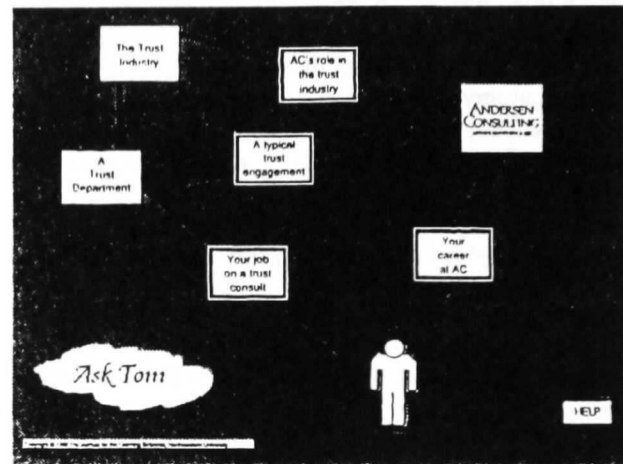 The Trust
Industry
AC's role in
the trust
industry
ANDERSEN
CONSULTING
A typical
trust
engagement
A
Trust
Department
Your job
on a trust
consult
Your
career
at AC
Ask Tom
HELP